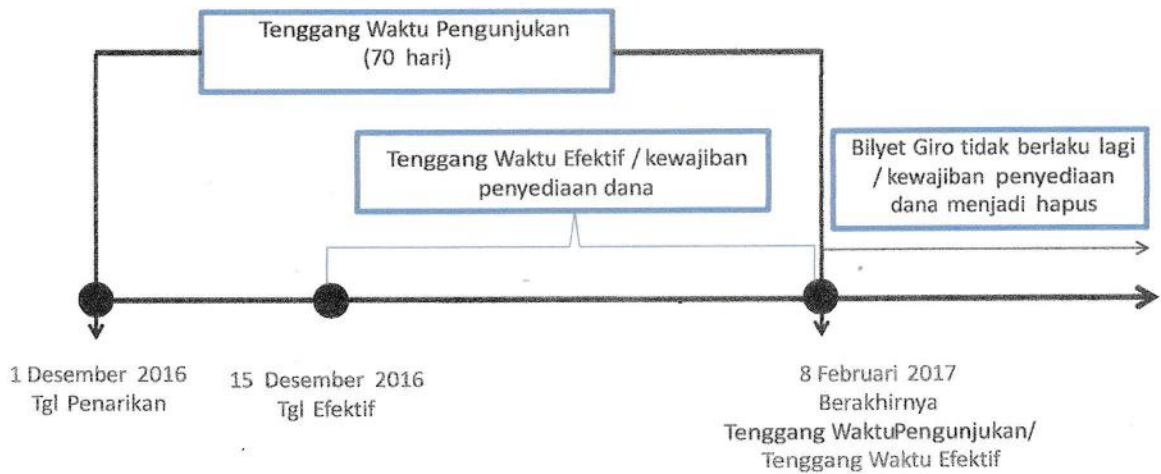 Tenggang Waktu Pengunjukan
(70 hari)
Tenggang Waktu Efektif / kewajiban
penyediaan dana
Bilyet Giro tidak berlaku lagi
/ kewajiban penyediaan
dana menjadi hapus
1 Desember 2016
Tgl Penarikan
15 Desember 2016
Tgl Efektif
8 Februari 2017
Berakhirnya
Tenggang WaktuPengunjukan/
Tenggang Waktu Efektif